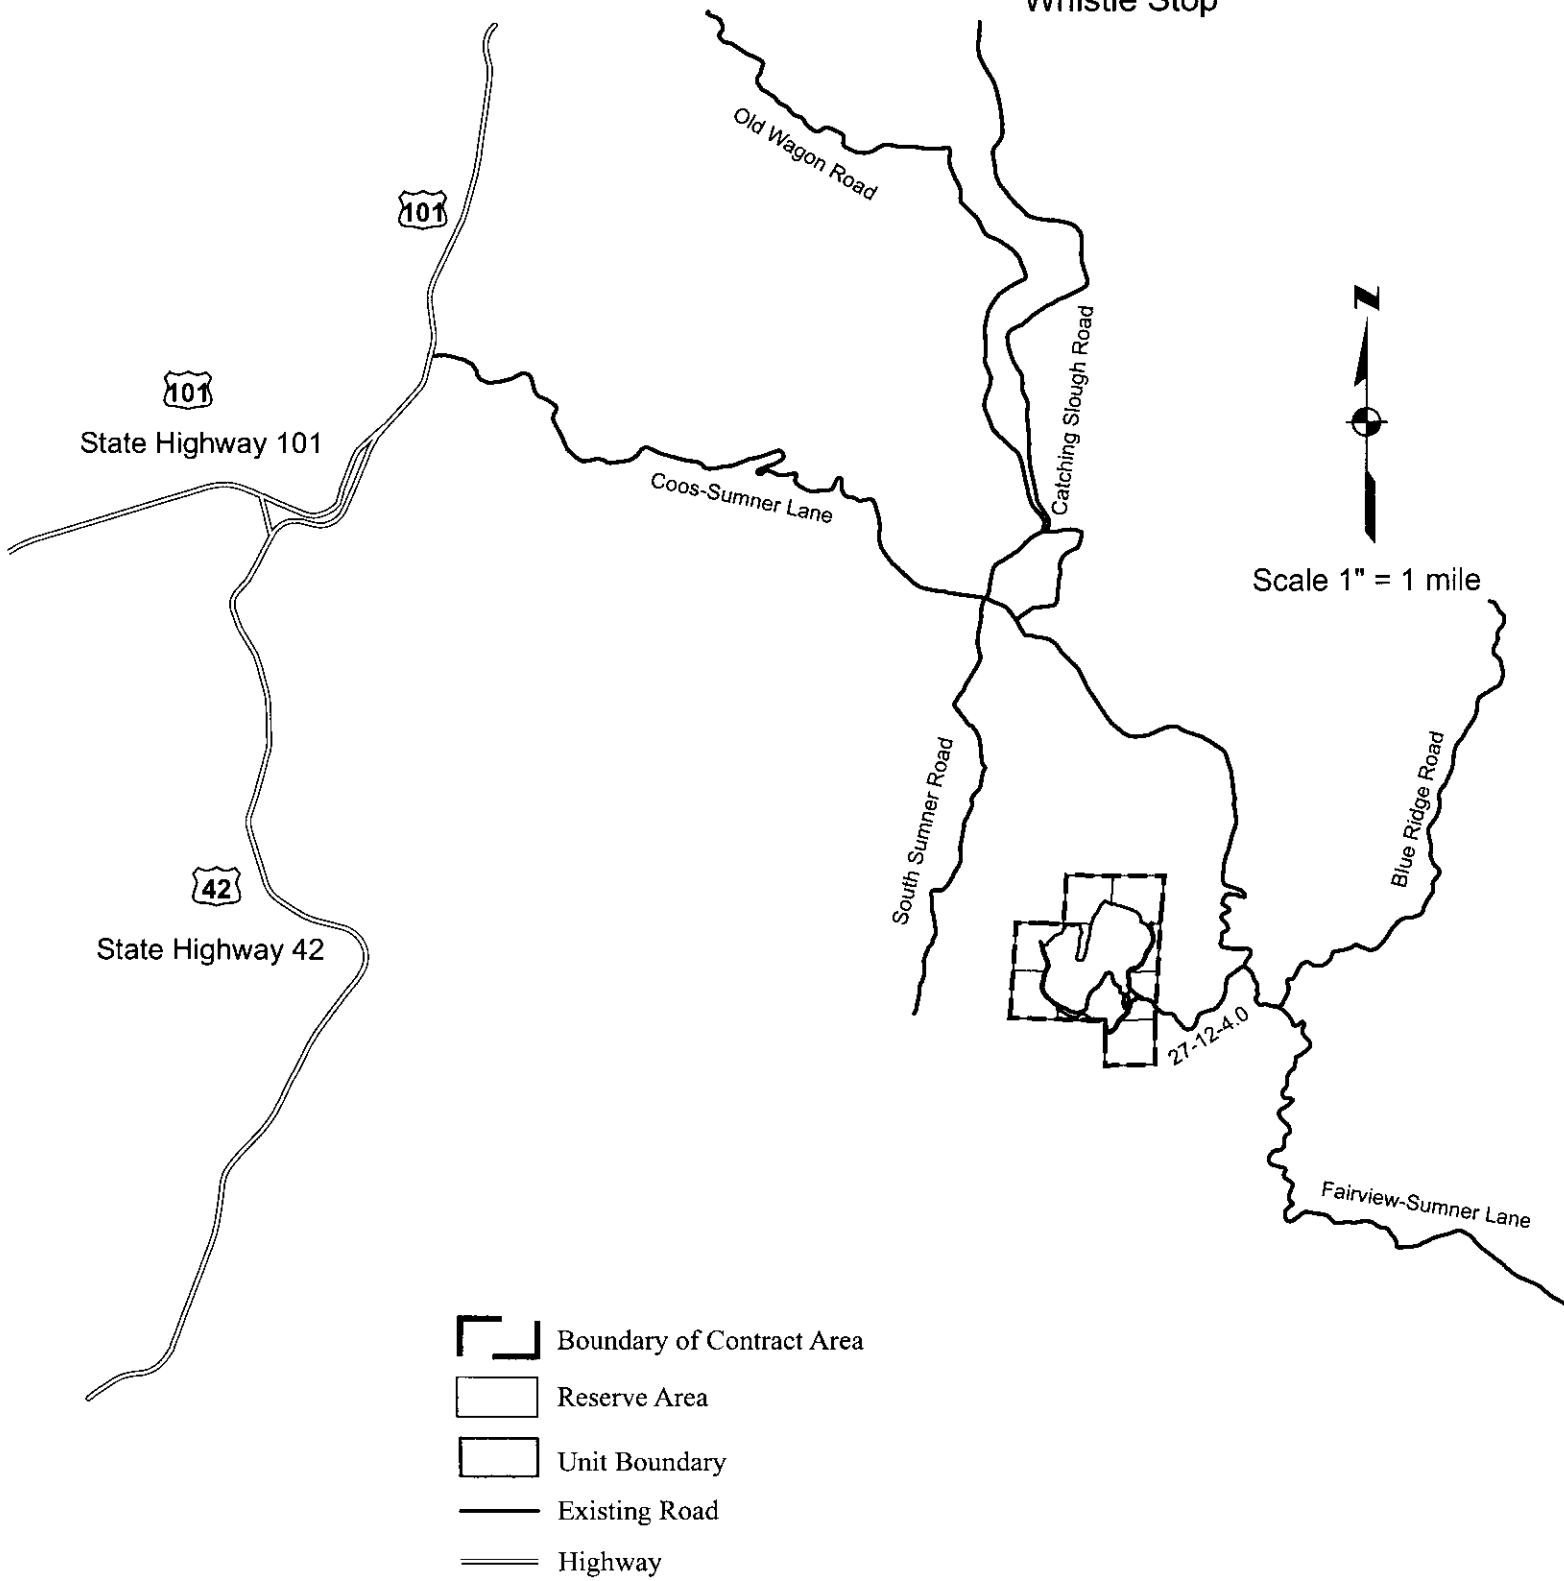 Whistle Stop
Old Wagon Road
101
Catching Slough Road
N
101
State Highway 101
Coos-Sumner Lane
Scale 1" = 1 mile
South Sumner Road
Blue Ridge Road
42
State Highway 42
27-12-4.0
Fairview-Sumner Lane
Boundary of Contract Area
Reserve Area
Unit Boundary
Existing Road
Highway